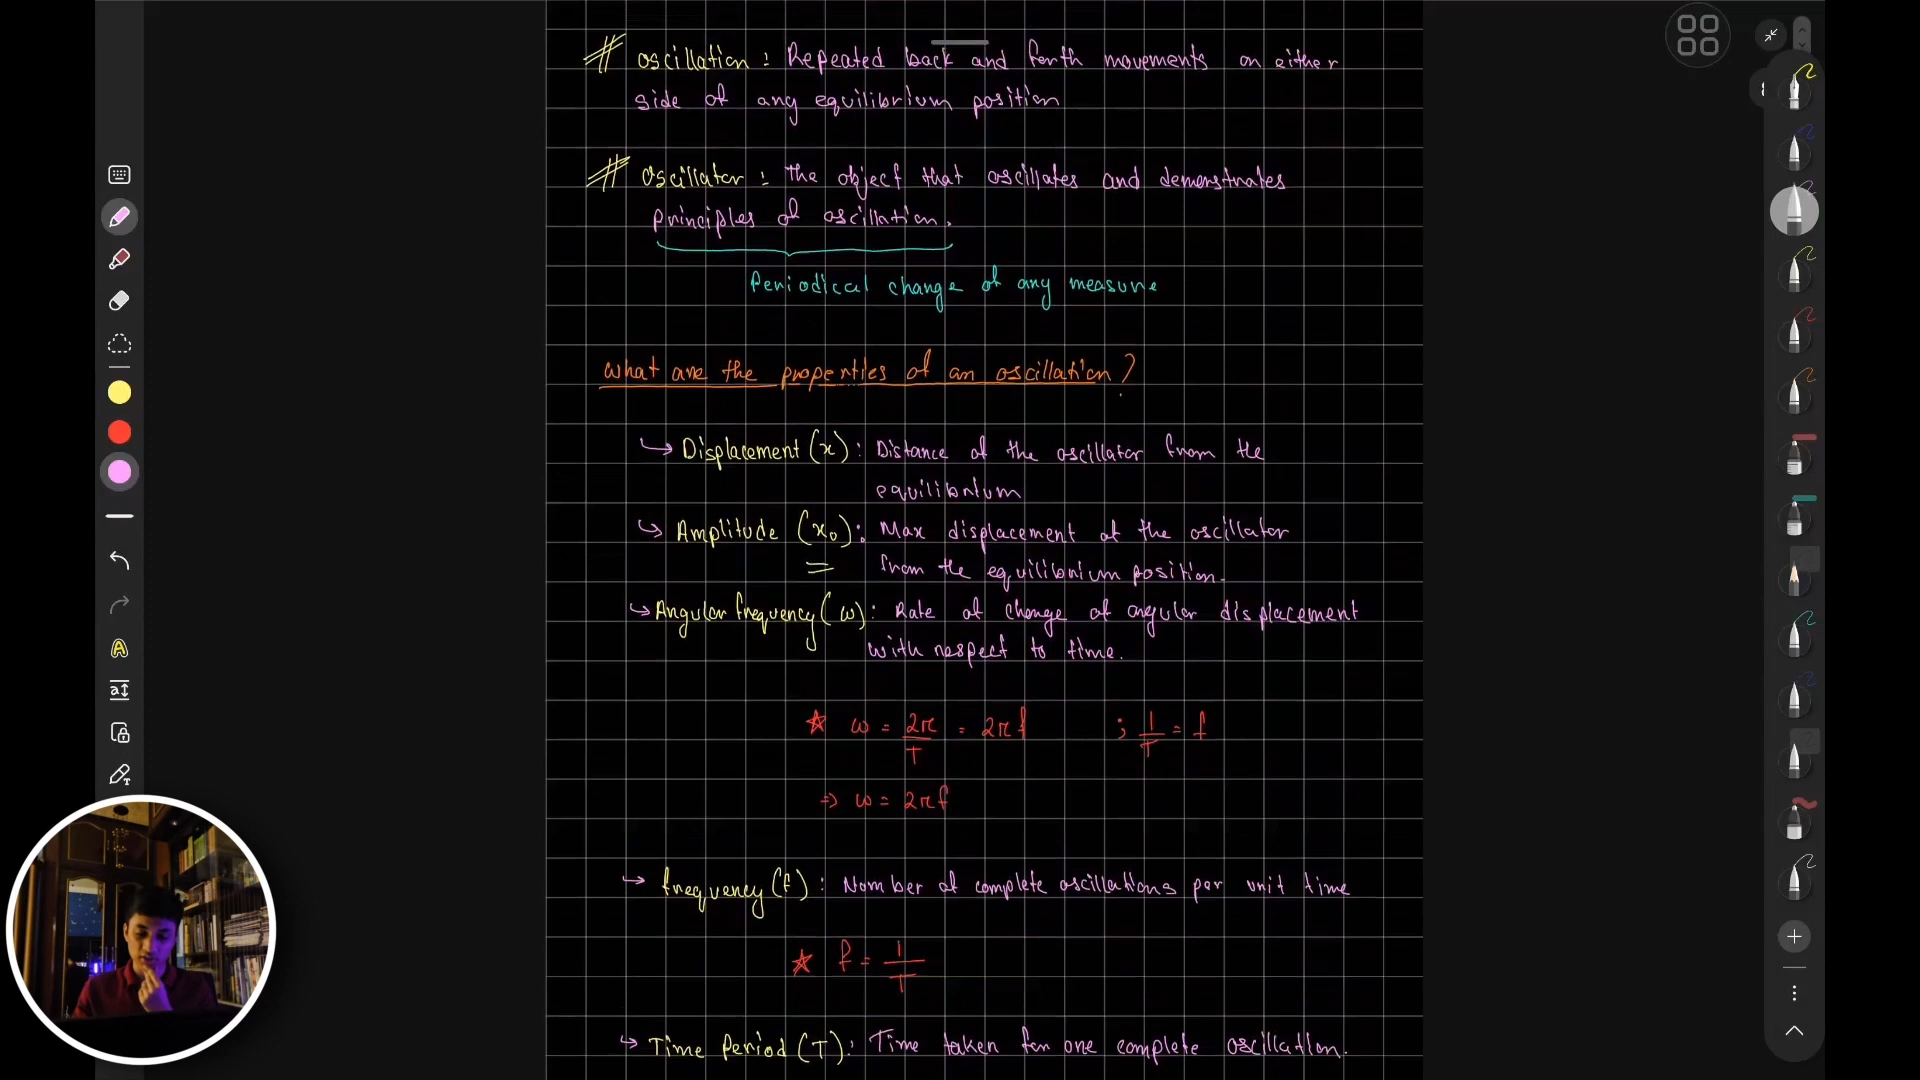 # oscillation : Repeated back and forth movements on either
side of any equilibrium position
# oscillator : the object that oscillates and demonstrates
principles of oscillation.
Periodical change of any measure
what are the properties of an oscillation ?
↳ Displacement (x) : Distance of the oscillator from the
equilibrium
↳ Amplitude (x₀) : Max displacement of the oscillator
from the equilibrium position.
↳ Angular frequency (ω) : Rate of change of angular displacement
with respect to time.
☆ ω = 2π/T = 2πf ; 1/T = f
⇒ ω = 2πf
↳ frequency (f) : Number of complete oscillations per unit time
☆ f = 1/T
↳ Time Period (T) : Time taken for one complete oscillation.